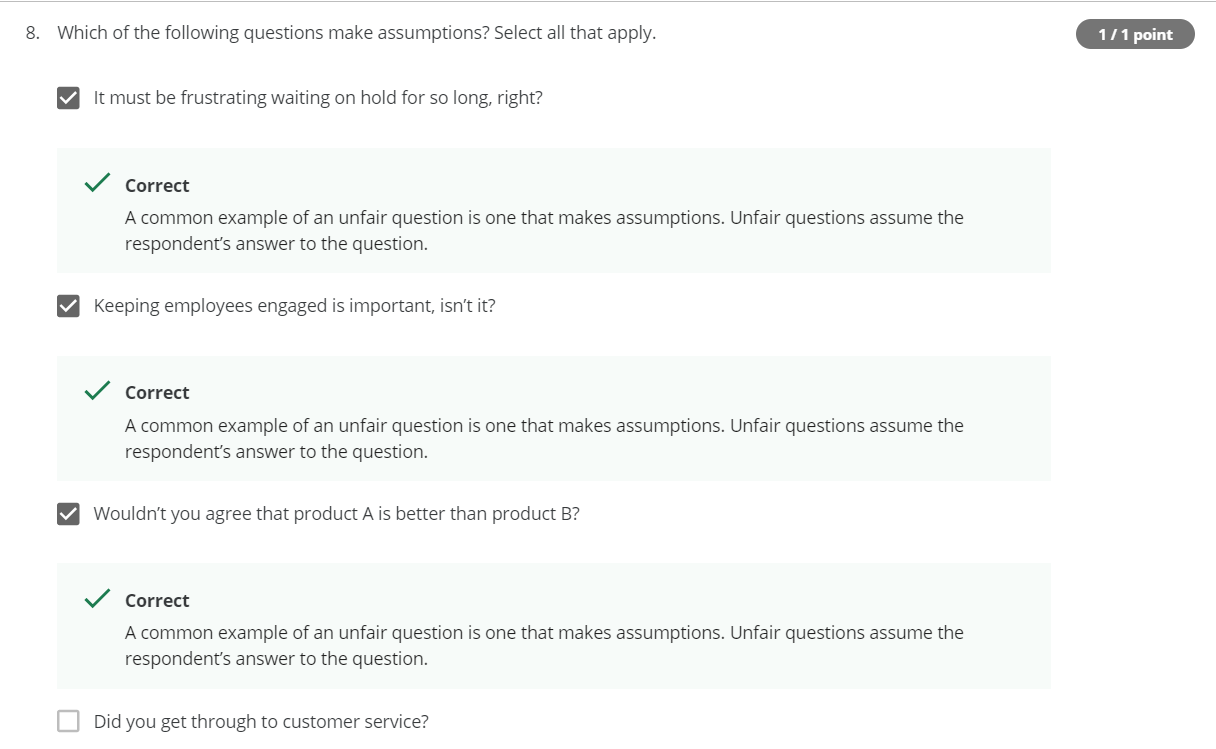 8. Which of the following questions make assumptions? Select all that apply.
1 / 1 point
It must be frustrating waiting on hold for so long, right?
Correct
A common example of an unfair question is one that makes assumptions. Unfair questions assume the
respondent’s answer to the question.
Keeping employees engaged is important, isn’t it?
Correct
A common example of an unfair question is one that makes assumptions. Unfair questions assume the
respondent’s answer to the question.
Wouldn’t you agree that product A is better than product B?
Correct
A common example of an unfair question is one that makes assumptions. Unfair questions assume the
respondent’s answer to the question.
Did you get through to customer service?